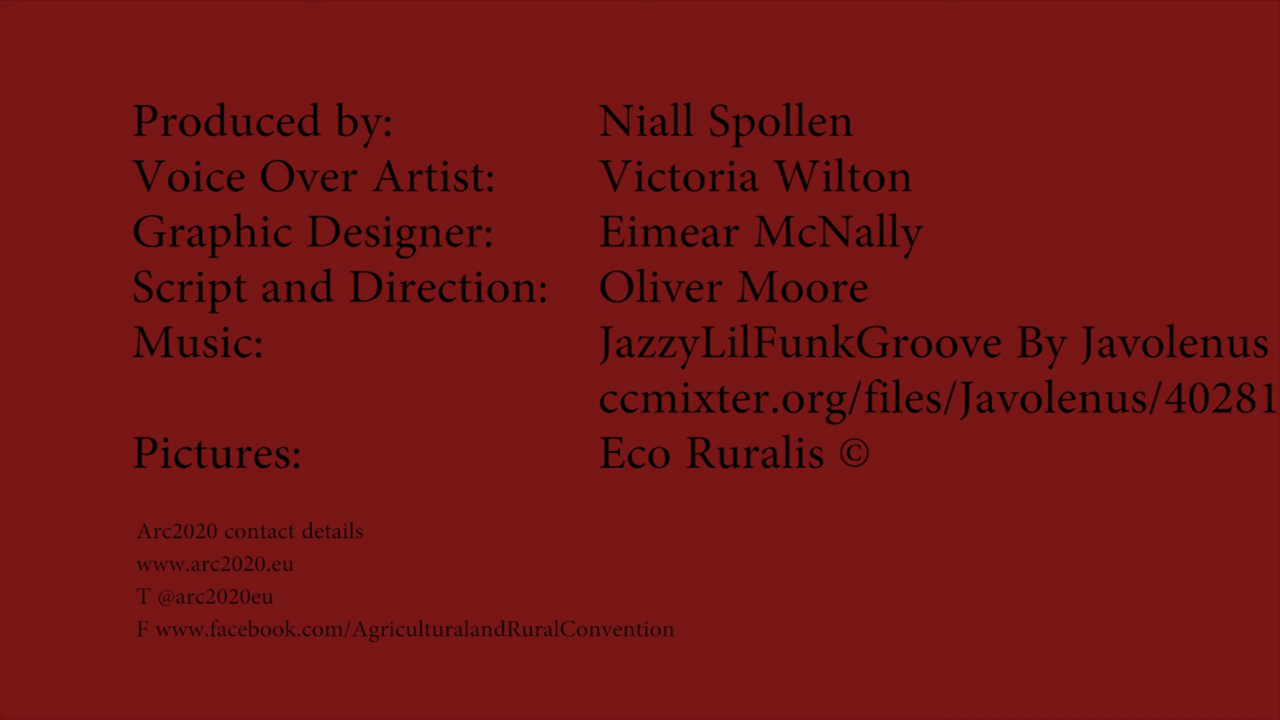 Produced by: Niall Spollen
Voice Over Artist: Victoria Wilton
Graphic Designer: Eimear McNally
Script and Direction: Oliver Moore
Music: JazzyLilFunkGroove By Javolenus
ccmixter.org/files/Javolenus/40281
Pictures: Eco Ruralis ©
Arc2020 contact details
www.arc2020.eu
T @arc2020eu
F www.facebook.com/AgriculturalandRuralConvention